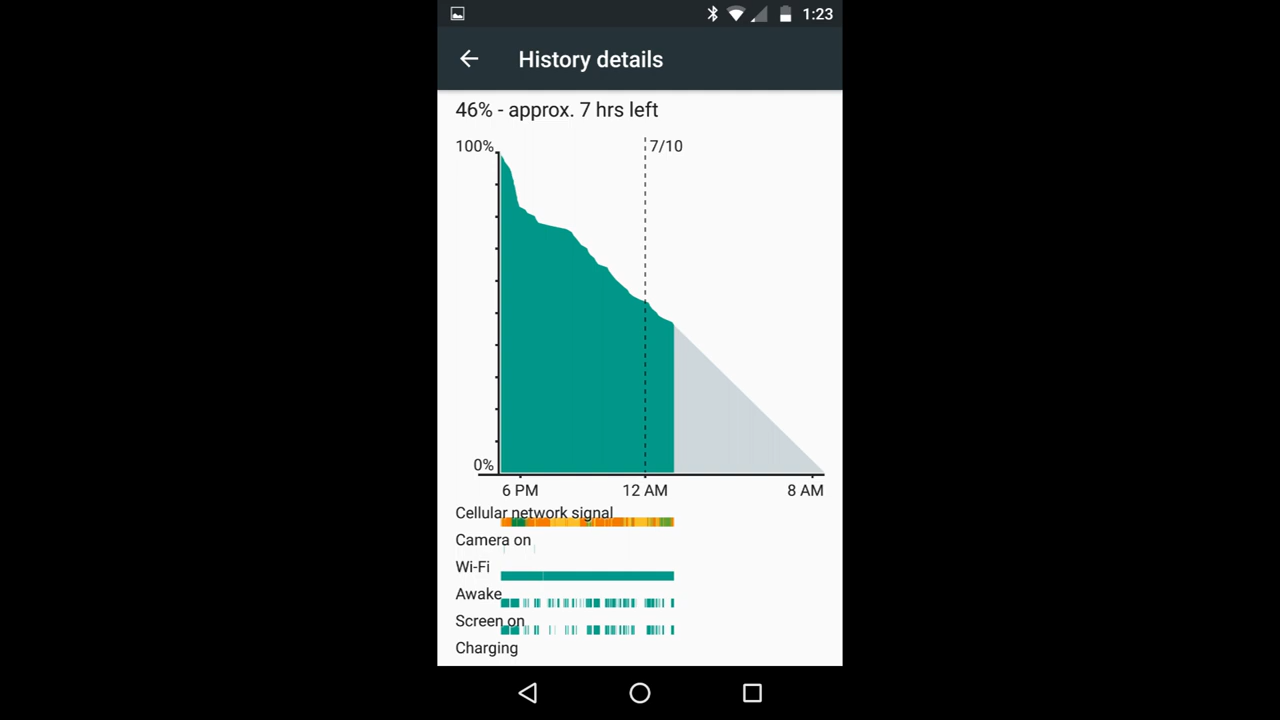 1:23
History details
46% - approx. 7 hrs left
100%
7/10
0%
6 PM 12 AM 8 AM
Cellular network signal
Camera on
Wi-Fi
Awake
Screen on
Charging